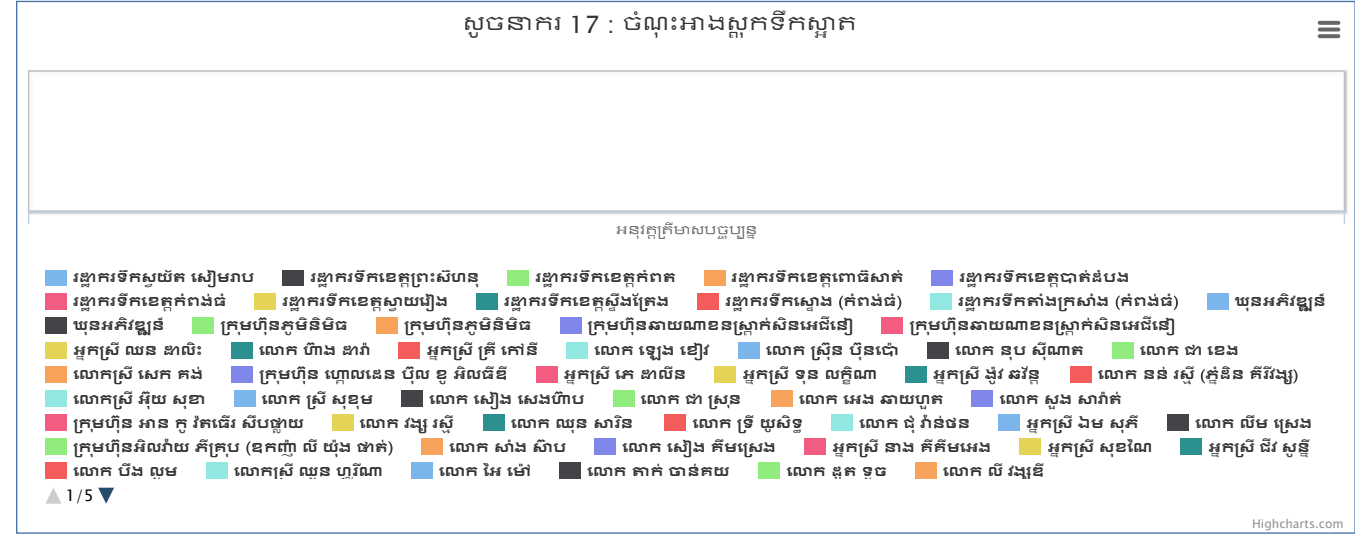 សូចនាករ 17 : ចំណុះអាងស្តុកទឹកស្អាត
អនុវត្តត្រីមាសបច្ចុប្បន្ន
រដ្ឋាករទឹកស្វយ័ត សៀមរាប រដ្ឋាករទឹកខេត្តព្រះសីហនុ រដ្ឋាករទឹកខេត្តកំពត រដ្ឋាករទឹកខេត្តពោធិសាត់ រដ្ឋាករទឹកខេត្តបាត់ដំបង
រដ្ឋាករទឹកខេត្តកំពង់ធំ រដ្ឋាករទឹកខេត្តស្វាយរៀង រដ្ឋាករទឹកខេត្តស្ទឹងត្រែង រដ្ឋាករទឹកស្ទោង (កំពង់ធំ) រដ្ឋាករទឹកតាំងក្រសាំង (កំពង់ធំ) ឃុនអភិវឌ្ឍន៍
ឃុនអភិវឌ្ឍន៍ ក្រុមហ៊ុនភូមិនិមិធ ក្រុមហ៊ុនភូមិនិមិធ ក្រុមហ៊ុនឆាយណាខនស្ត្រាក់សិនអេជីនៀ ក្រុមហ៊ុនឆាយណាខនស្ត្រាក់សិនអេជីនៀ
អ្នកស្រី ឈន ដាលិះ លោក ហ៊ាង ដារ៉ា អ្នកស្រី គ្រី កៅនី លោក ឡេង ខៀវ លោក ស្រ៊ុន ប៊ុនប៉ោ លោក នុប ស៊ីណាត លោក ជា ខេង
លោកស្រី សេក គង់ ក្រុមហ៊ុន ហ្គោលដេន ប៊ុល ខូ អិលធីឌី អ្នកស្រី ភេ ដាលីន អ្នកស្រី ទុន លក្ខិណា អ្នកស្រី ង៉ូវ ឆវ័ន្ត លោក នន់ រស្មី (ភ្នំដិន គីរីវង្ស)
លោកស្រី អ៊ុយ សុខា លោក ស្រី សុខុម លោក សៀង សេងហ៊ាប លោក ជា ស្រុន លោក អេង ឆាយហួត លោក សួង សារ៉ាត់
ក្រុមហ៊ុន អាន កូ វ៉តធើរ សឺបផ្លាយ លោក វង្ស រស្មី លោក ឈុន សារិន លោក ទ្រី យូសិទ្ធ លោក ជុំ វ៉ាន់ថន អ្នកស្រី ឯម សុភី លោក លីម ស្រេង
ក្រុមហ៊ុនអិលវ៉ាយ ភីគ្រុប (ឧកញ៉ា លី យ៉ុង ផាត់) លោក សាំង ស៊ាប លោក សៀង គឹមស្រេង អ្នកស្រី នាង គីគីមអេង អ្នកស្រី សុខណៃ អ្នកស្រី ជីវ សូន្នី
លោក ប៊ីង លួម លោកស្រី ឈួន ហ្គរីណា លោក អៃ ម៉ៅ លោក តាក់ ចាន់គយ លោក ឌួត ទូច លោក លី វង្សឌី
1/5
Highcharts.com